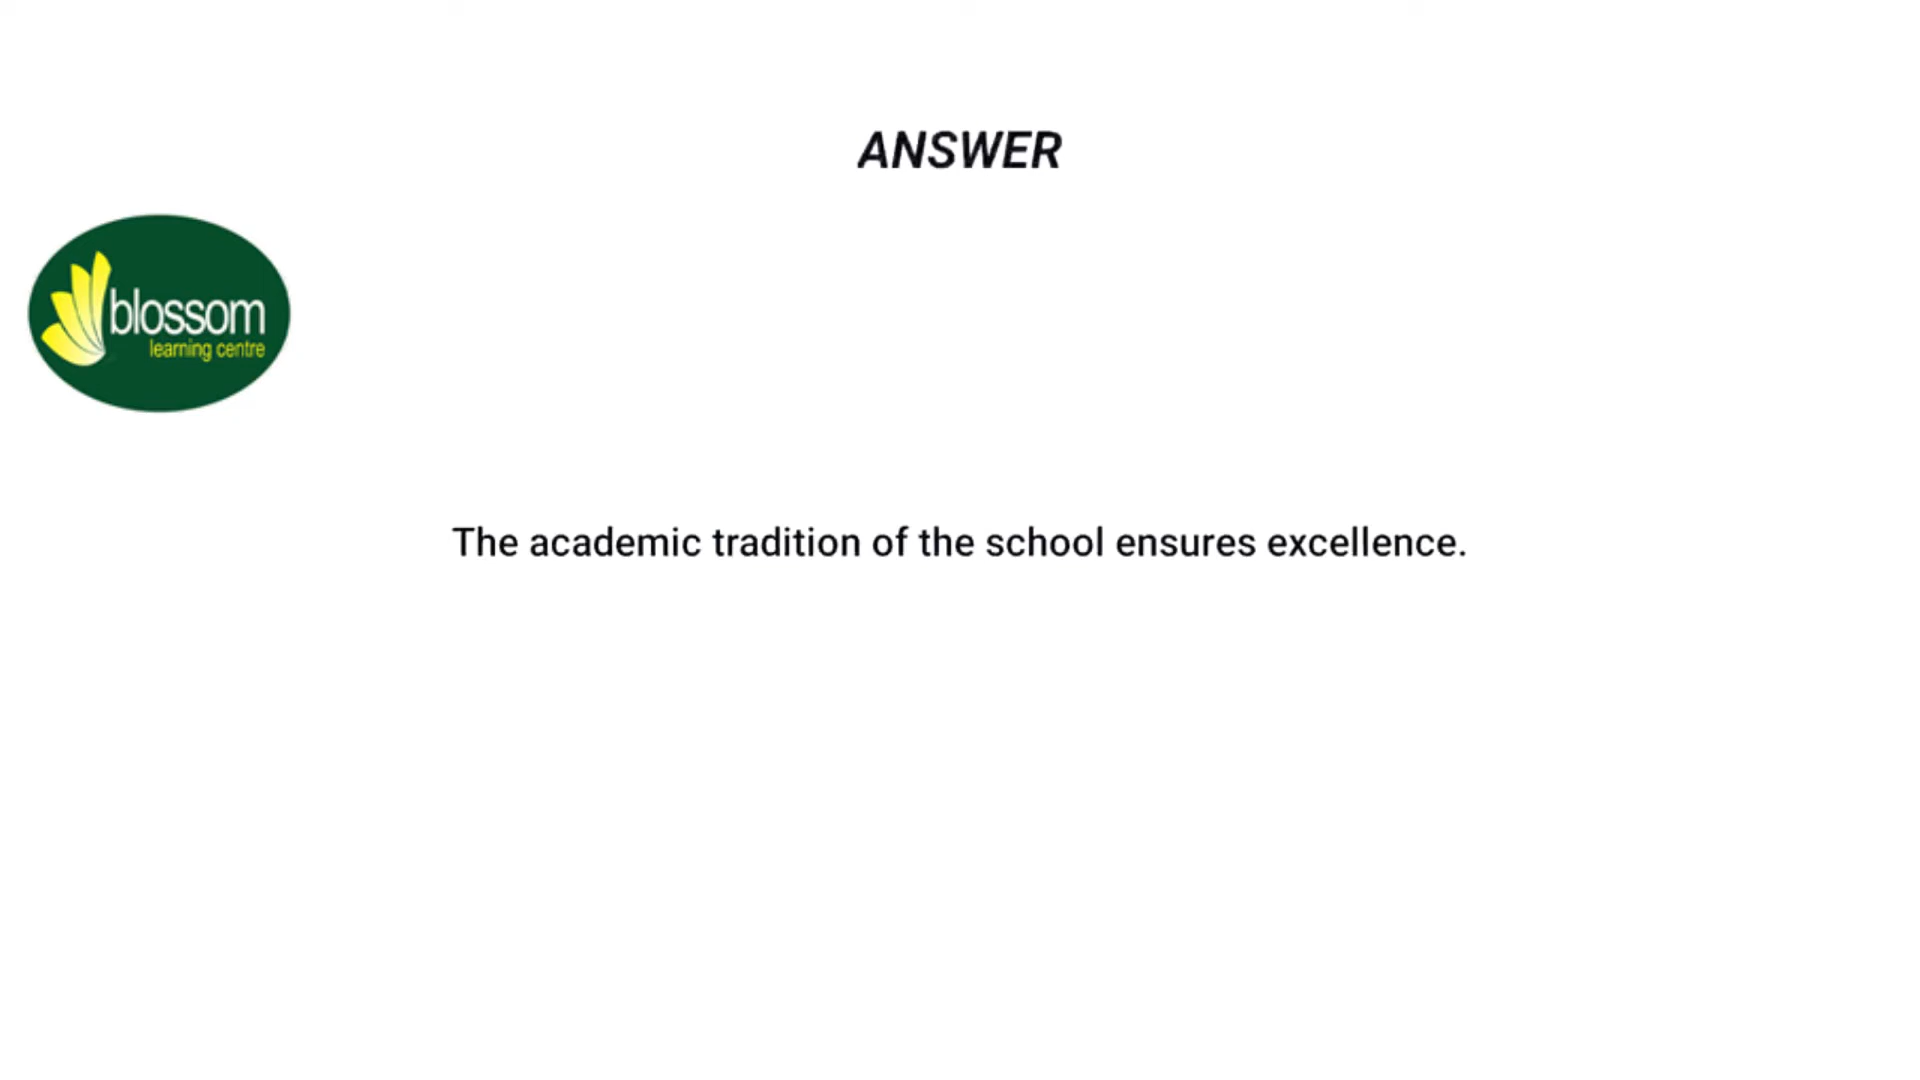 ANSWER
blossom
learning centre
The academic tradition of the school ensures excellence.